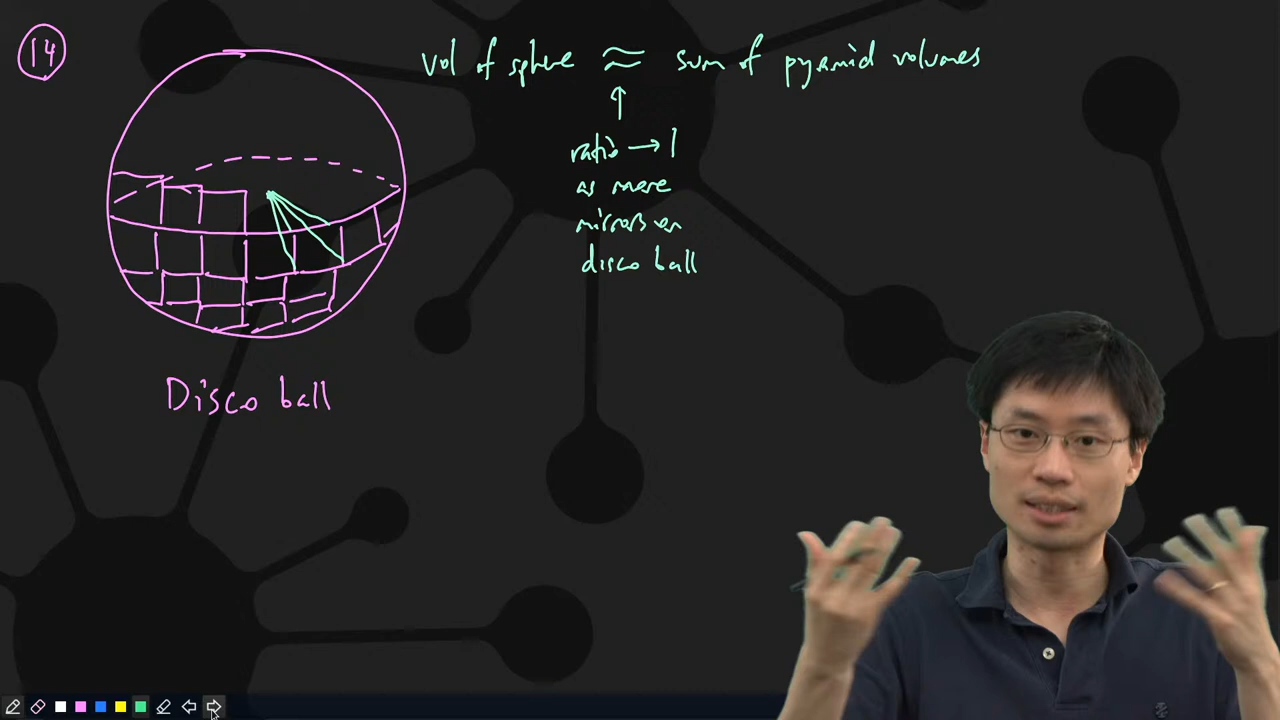 14
vol of sphere ≈ sum of pyramid volumes
↑
ratio → 1
as more
mirrors on
disco ball
Disco ball